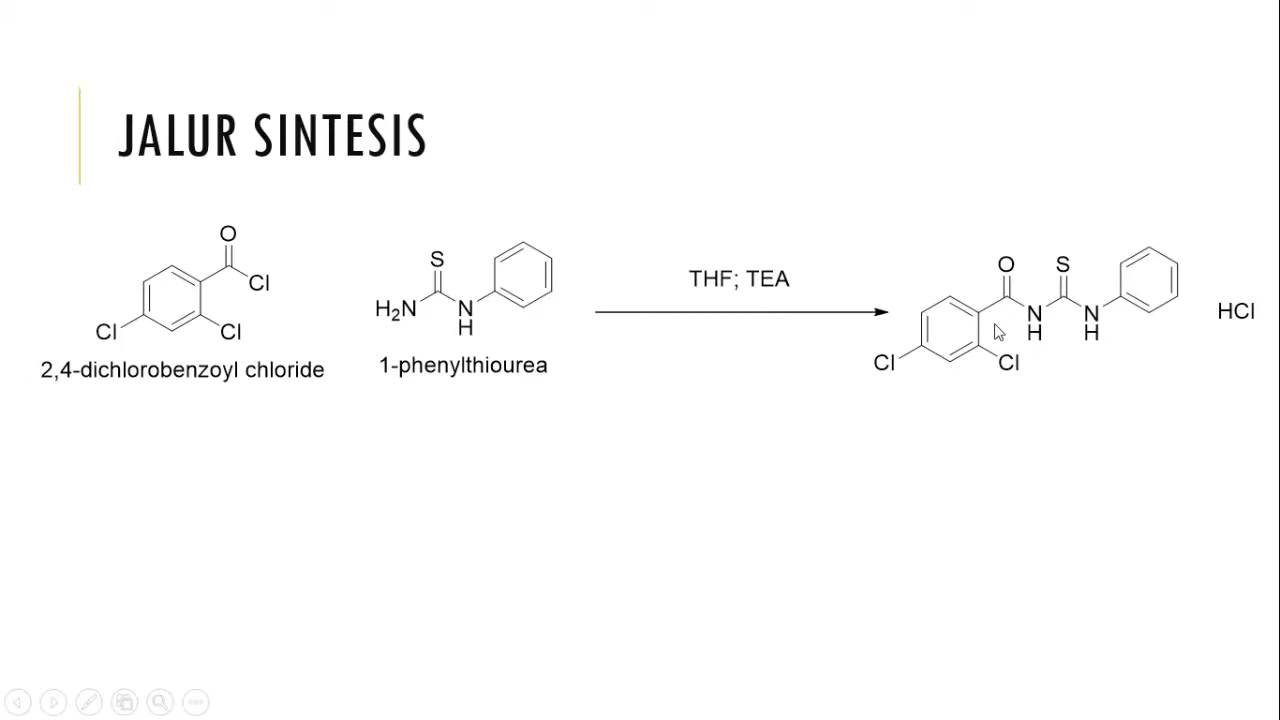 JALUR SINTESIS
O
Cl
Cl
Cl
2,4-dichlorobenzoyl chloride
S
H₂N
N
H
1-phenylthiourea
THF; TEA
O
S
N
H
N
H
Cl
Cl
HCl